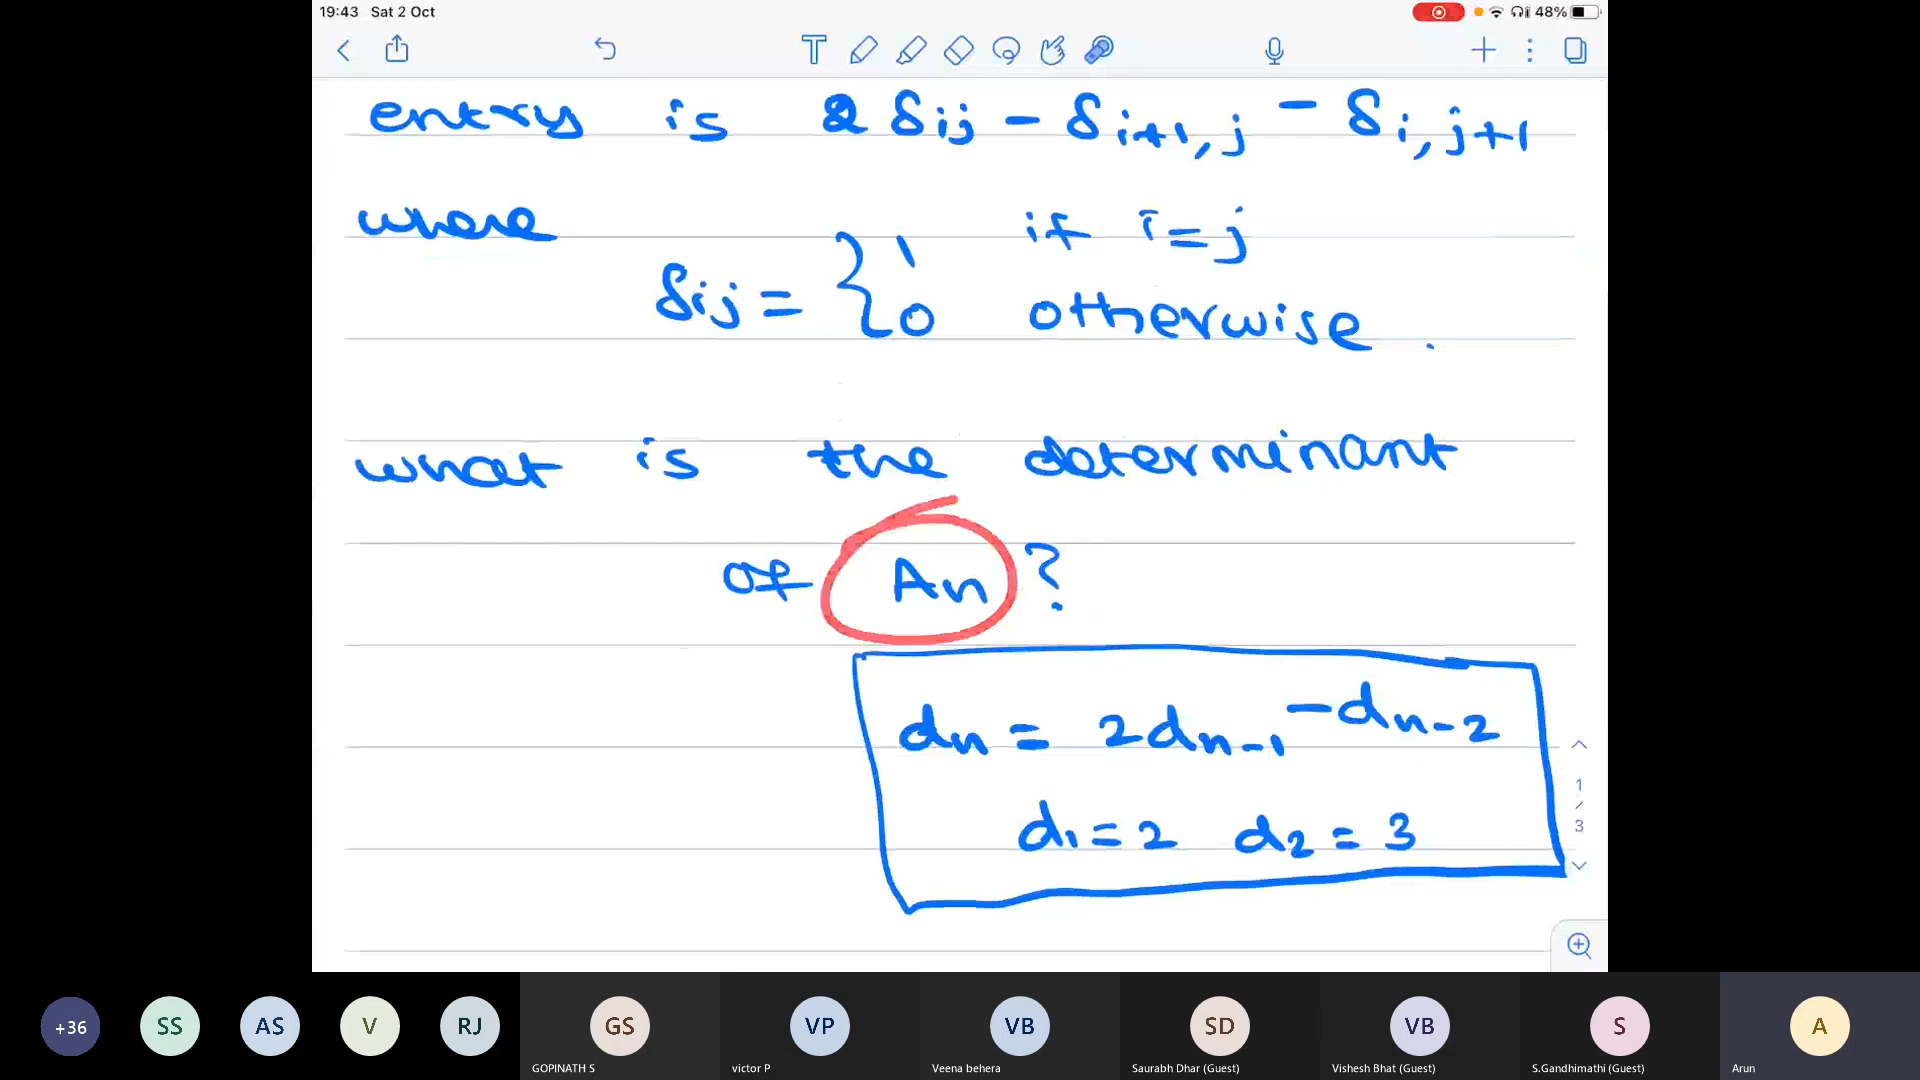 19:43 Sat 2 Oct 48%
entry is 2 δij - δi+1,j - δi,j+1
where
1 if i=j
δij = { 0 otherwise.
what is the determinant
of An ?
dn = 2dn-1 - dn-2
1
/
3
d1 = 2 d2 = 3
+36 SS AS V RJ GS VP VB SD VB S A
GOPINATH S victor P Veena behera Saurabh Dhar (Guest) Vishesh Bhat (Guest) S.Gandhimathi (Guest) Arun